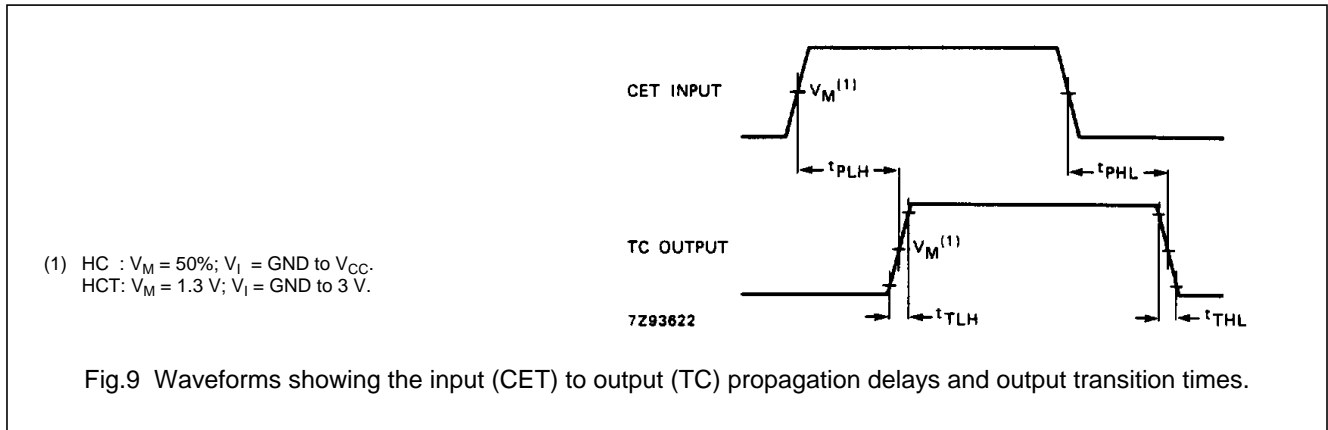 CET INPUT
V_M^(1)
t_PLH
t_PHL
TC OUTPUT
V_M^(1)
(1) HC : V_M = 50%; V_I = GND to V_CC.
HCT: V_M = 1.3 V; V_I = GND to 3 V.
7Z93622
t_TLH
t_THL
Fig.9 Waveforms showing the input (CET) to output (TC) propagation delays and output transition times.